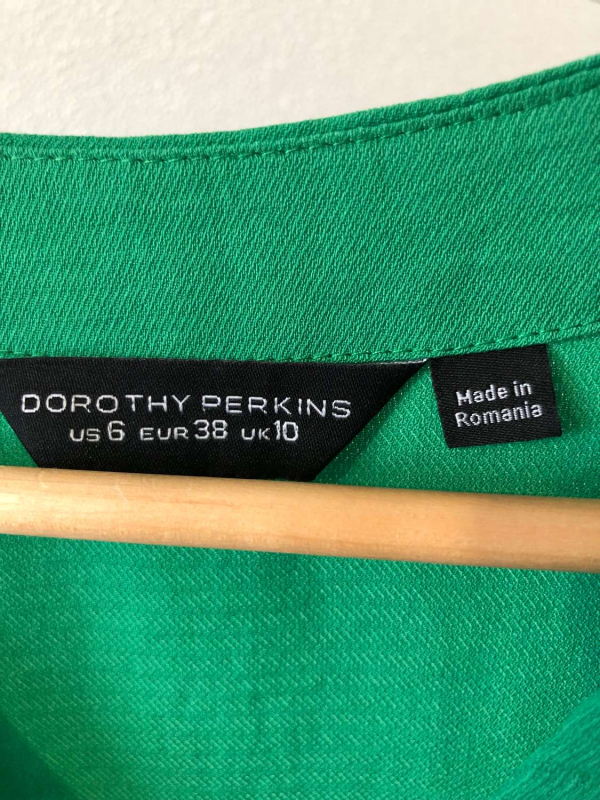 DOROTHY PERKINS
US 6 EUR 38 UK 10
Made in
Romania